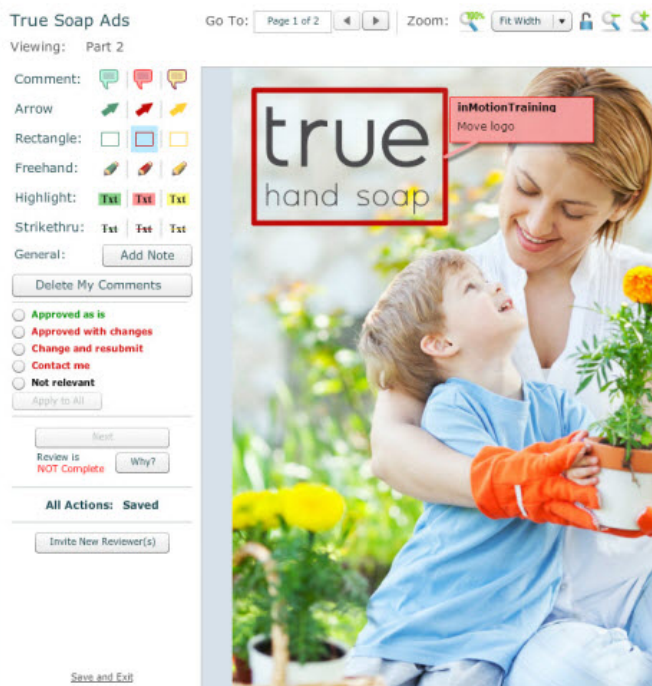 True Soap Ads
Go To: Page 1 of 2 Zoom: 100% Fit Width
Viewing: Part 2
Comment:
Arrow
Rectangle:
Freehand:
Highlight: Txt Txt Txt
Strikethru: Txt Txt Txt
General: Add Note
Delete My Comments
Approved as is
Approved with changes
Change and resubmit
Contact me
Not relevant
Apply to All
Next
Review is
NOT Complete
Why?
All Actions: Saved
Invite New Reviewer(s)
Save and Exit
true
hand soap
inMotionTraining
Move logo